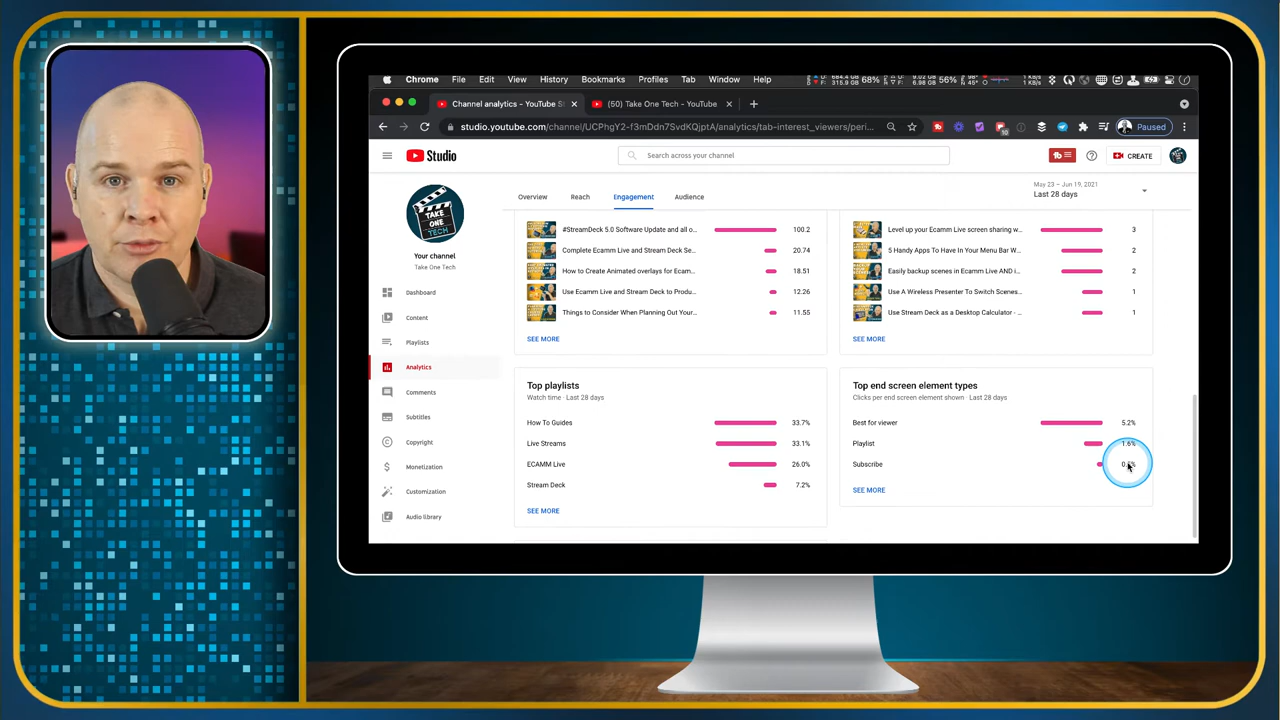 Chrome File Edit View History Bookmarks Profiles Tab Window Help
68% 56%
Channel analytics - YouTube St
(50) Take One Tech
studio.youtube.com/channel/UCPhgY2-f3mDdn7SvdKQjptA/analytics/tab-interest_viewers/peri...
Paused
Studio
Search across your channel
CREATE
Overview Reach Engagement Audience
May 23 – Jun 19, 2021
Last 28 days
TAKE ONE TECH
Your channel
Take One Tech
Dashboard
Content
Playlists
Analytics
Comments
Subtitles
Copyright
Monetization
Customization
Audio library
#StreamDeck 5.0 Software Update and all o... 100.2
Complete Ecamm Live and Stream Deck Se... 20.74
How to Create Animated overlays for Ecam... 18.51
Use Ecamm Live and Stream Deck to Produ... 12.26
Things to Consider When Planning Out Your... 11.55
SEE MORE
Level up your Ecamm Live screen sharing w... 3
5 Handy Apps To Have In Your Menu Bar W... 2
Easily backup scenes in Ecamm Live AND i... 2
Use A Wireless Presenter To Switch Scenes... 1
Use Stream Deck as a Desktop Calculator - ... 1
SEE MORE
Top playlists
Watch time · Last 28 days
How To Guides 33.7%
Live Streams 33.1%
ECAMM Live 26.0%
Stream Deck 7.2%
SEE MORE
Top end screen element types
Clicks per end screen element shown · Last 28 days
Best for viewer 5.2%
Playlist 1.6%
Subscribe
SEE MORE